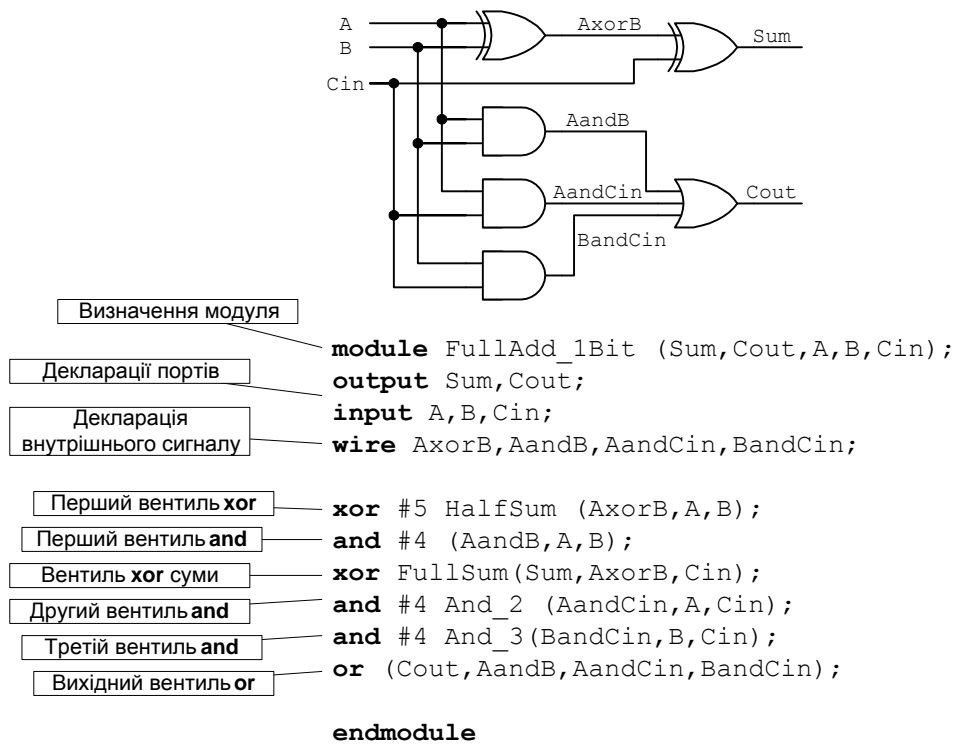 A
B
Cin
AxorB
Sum
AandB
AandCin
Cout
BandCin
Визначення модуля
module FullAdd_1Bit (Sum,Cout,A,B,Cin);
Декларації портів
output Sum,Cout;
input A,B,Cin;
Декларація
внутрішнього сигналу
wire AxorB,AandB,AandCin,BandCin;
Перший вентиль xor
xor #5 HalfSum (AxorB,A,B);
Перший вентиль and
and #4 (AandB,A,B);
Вентиль xor суми
xor FullSum(Sum,AxorB,Cin);
Другий вентиль and
and #4 And_2 (AandCin,A,Cin);
Третій вентиль and
and #4 And_3(BandCin,B,Cin);
Вихідний вентиль or
or (Cout,AandB,AandCin,BandCin);
endmodule